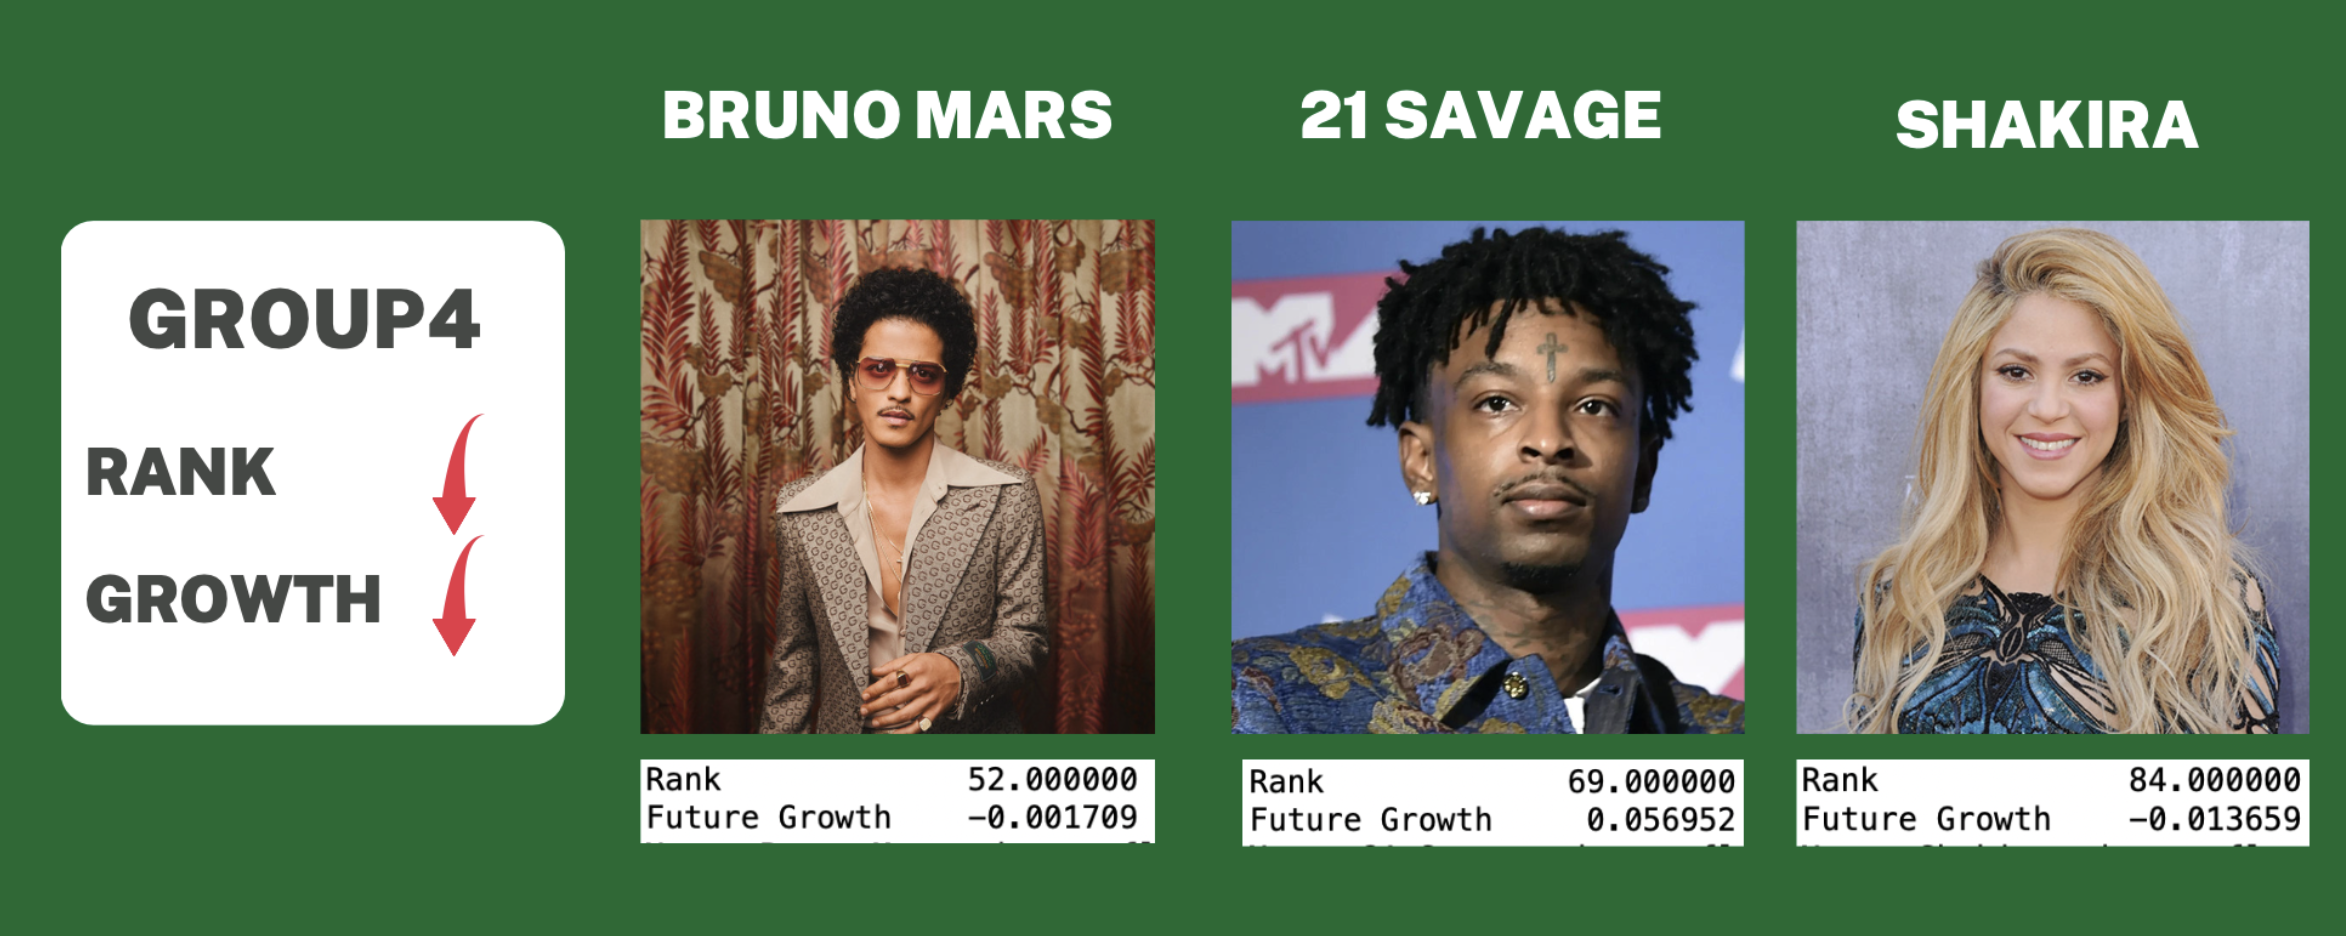 BRUNO MARS
21 SAVAGE
SHAKIRA
GROUP4
RANK
GROWTH
MTV
Rank 52.000000
Future Growth -0.001709
Rank 69.000000
Future Growth 0.056952
Rank 84.000000
Future Growth -0.013659